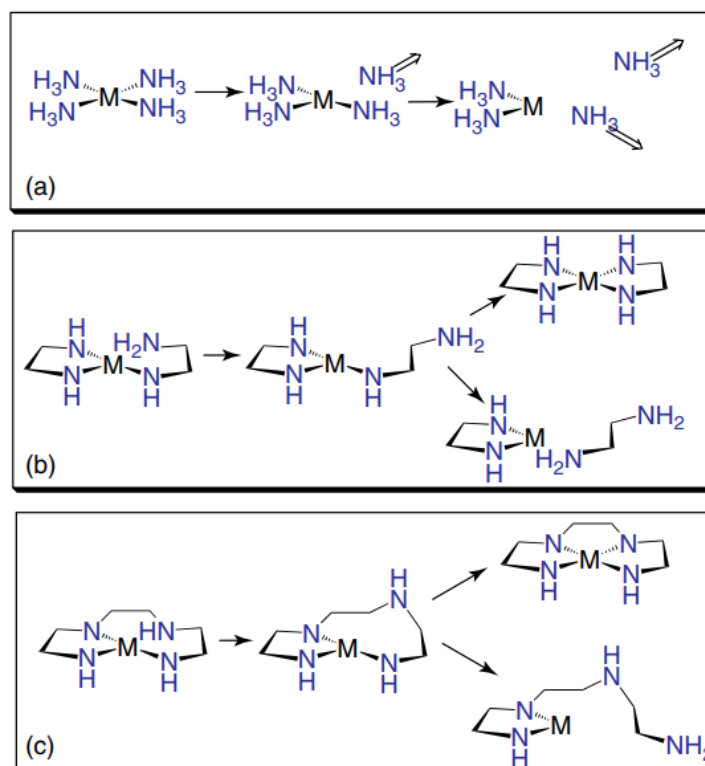 NH₃
H₃N NH₃ H₃N NH₃ H₃N
M M M
H₃N NH₃ H₃N NH₃ H₃N NH₃
(a)
H H
N N
M
N N
H H
H H
N H₂N N NH₂
M M
N N N N
H H H H
H NH₂
N
M
N H₂N
H
(b)
N N
M
N N
H H
H
N
N HN N
M M
N N N N
H H H H
H
N
N
M
N
H
NH₂
(c)